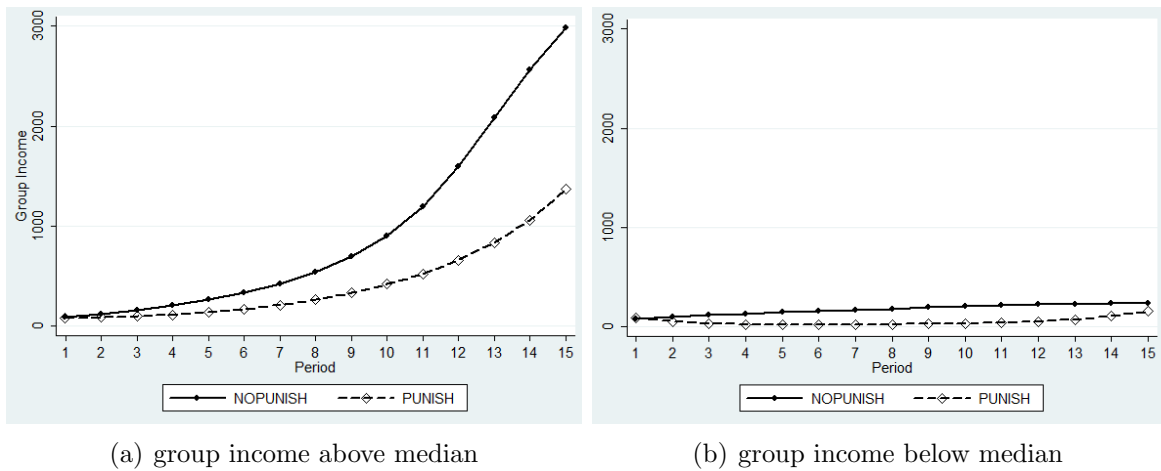 Group Income
3000
2000
1000
0
1 2 3 4 5 6 7 8 9 10 11 12 13 14 15
Period
NOPUNISH PUNISH
(a) group income above median
3000
2000
1000
0
1 2 3 4 5 6 7 8 9 10 11 12 13 14 15
Period
NOPUNISH PUNISH
(b) group income below median